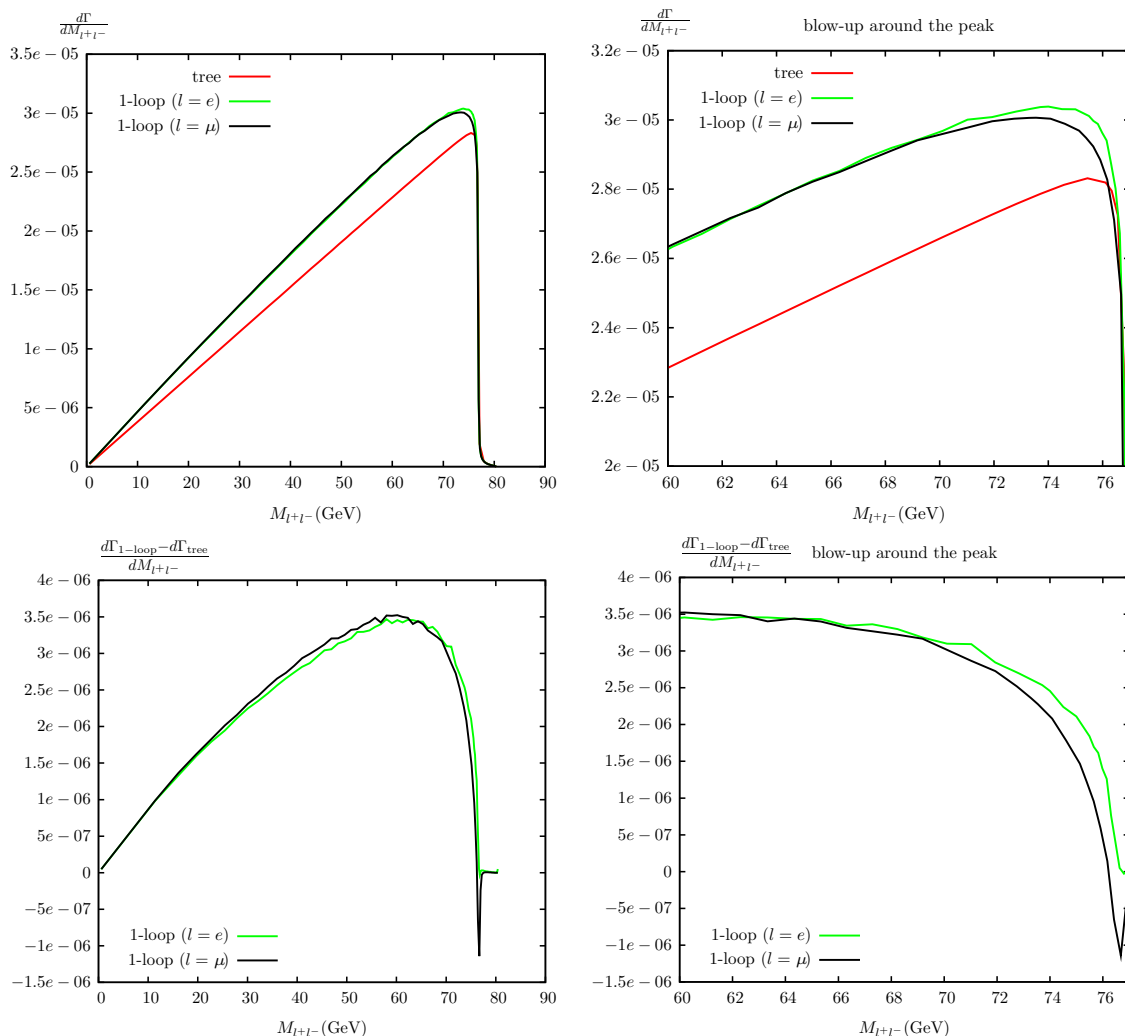 dΓ/dM_{l+l−}
3.5e − 05
3e − 05
2.5e − 05
2e − 05
1.5e − 05
1e − 05
5e − 06
0
tree
1-loop (l = e)
1-loop (l = μ)
0 10 20 30 40 50 60 70 80 90
M_{l+l−}(GeV)
dΓ/dM_{l+l−} blow-up around the peak
3.2e − 05
3e − 05
2.8e − 05
2.6e − 05
2.4e − 05
2.2e − 05
2e − 05
tree
1-loop (l = e)
1-loop (l = μ)
60 62 64 66 68 70 72 74 76
M_{l+l−}(GeV)
dΓ_{1−loop}−dΓ_{tree}/dM_{l+l−}
4e − 06
3.5e − 06
3e − 06
2.5e − 06
2e − 06
1.5e − 06
1e − 06
5e − 07
0
−5e − 07
−1e − 06
−1.5e − 06
1-loop (l = e)
1-loop (l = μ)
0 10 20 30 40 50 60 70 80 90
M_{l+l−}(GeV)
dΓ_{1−loop}−dΓ_{tree}/dM_{l+l−} blow-up around the peak
4e − 06
3.5e − 06
3e − 06
2.5e − 06
2e − 06
1.5e − 06
1e − 06
5e − 07
0
−5e − 07
−1e − 06
−1.5e − 06
1-loop (l = e)
1-loop (l = μ)
60 62 64 66 68 70 72 74 76
M_{l+l−}(GeV)